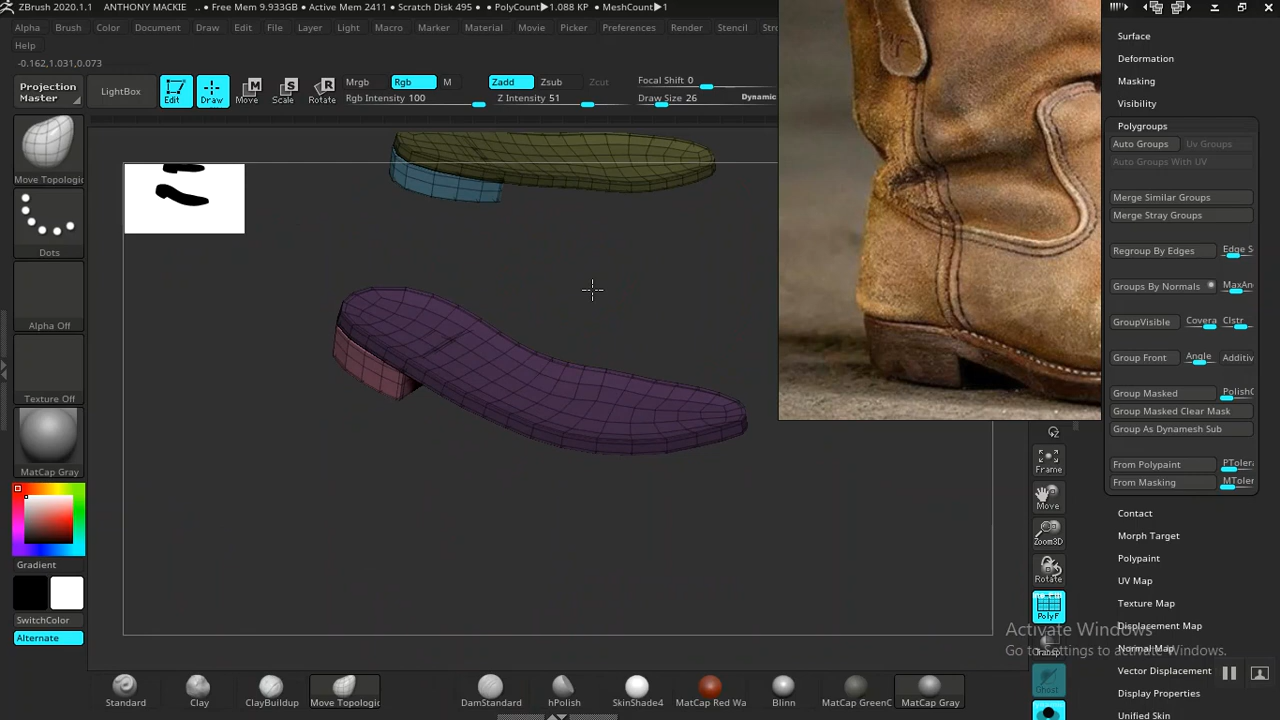 ZBrush 2020.1.1 ANTHONY MACKIE .. • Free Mem 9.933GB • Active Mem 2411 • Scratch Disk 495 • PolyCount▶1.088 KP • MeshCount▶1
Alpha Brush Color Document Draw Edit File Layer Light Macro Marker Material Movie Picker Preferences Render Stencil
Help
-0.162,1.031,0.073
Projection
Master
LightBox
Edit
Draw
Move
Scale
Rotate
Mrgb
Rgb
M
Rgb Intensity 100
Zadd
Zsub
Zcut
Z Intensity 51
Focal Shift 0
Draw Size 26
Dynamic
Move Topologic
Dots
Alpha Off
Texture Off
MatCap Gray
Gradient
SwitchColor
Alternate
Surface
Deformation
Masking
Visibility
Polygroups
Auto Groups Uv Groups
Auto Groups With UV
Merge Similar Groups
Merge Stray Groups
Regroup By Edges Edge S
Groups By Normals MaxAn
GroupVisible Covera Clstr
Group Front Angle Additiv
Group Masked
Group Masked Clear Mask
Group As Dynamesh Sub
From Polypaint PTolera
From Masking MToler
Contact
Morph Target
Polypaint
UV Map
Texture Map
Displacement Map
Normal Map
Vector Displacement
Display Properties
Unified Skin
Frame
Move
Zoom3D
Rotate
PolyF
Transp
Ghost
Activate Windows
Go to Settings to activate Windows.
Standard
Clay
ClayBuildup
Move Topologic
DamStandard
hPolish
SkinShade4
MatCap Red Wa
Blinn
MatCap GreenC
MatCap Gray